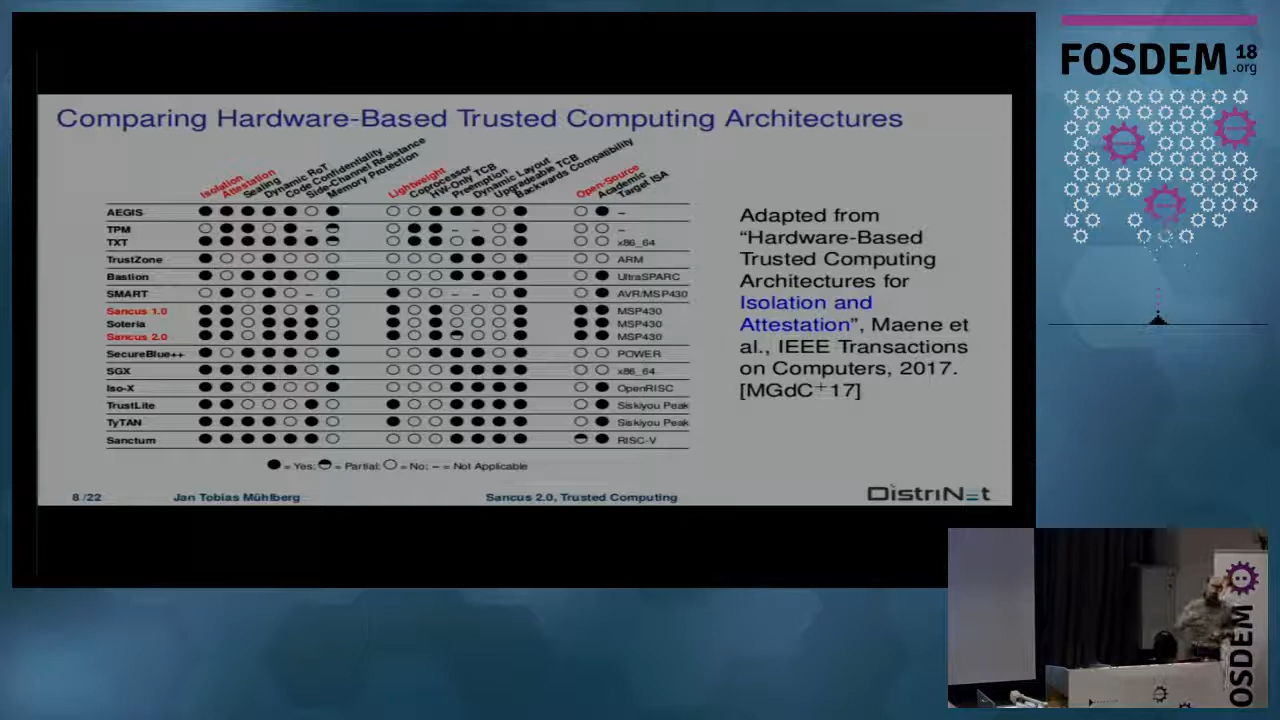 FOSDEM 18 .org
Comparing Hardware-Based Trusted Computing Architectures
Isolation
Attestation
Sealing
Dynamic RoT
Code Confidentiality
Side-Channel Resistance
Memory Protection
Lightweight
Coprocessor
HW-Only TCB
Preemption
Dynamic Layout
Upgradeable TCB
Backwards Compatibility
Open-Source
Academic
Target ISA
AEGIS ● ● ● ● ● ○ ● ○ ○ ● ● ● ○ ● ○ ● –
TPM ○ ● ● ○ ● – ◓ ○ ● ● – – ○ ● ○ ○ –
TXT ● ● ● ● ● ● ◓ ○ ● ● ○ ● ○ ● ○ ○ x86_64
TrustZone ● ○ ○ ● ○ ○ ○ ○ ○ ○ ● ● ○ ● ○ ○ ARM
Bastion ● ○ ● ● ● ○ ● ○ ○ ○ ● ● ● ● ○ ● UltraSPARC
SMART ○ ● ○ ● ○ – ○ ● ○ ○ – – ○ ● ○ ● AVR/MSP430
Sancus 1.0 ● ● ○ ● ○ ● ○ ● ○ ● ○ ○ ○ ● ● ● MSP430
Soteria ● ● ○ ● ● ● ○ ● ○ ● ○ ○ ○ ● ● ● MSP430
Sancus 2.0 ● ● ○ ● ● ● ○ ● ○ ● ◓ ○ ○ ● ● ● MSP430
SecureBlue++ ● ○ ● ● ● ○ ● ○ ○ ● ● ● ○ ● ○ ○ POWER
SGX ● ● ● ● ● ○ ● ○ ○ ○ ● ● ● ● ○ ○ x86_64
Iso-X ● ● ○ ● ○ ○ ● ○ ○ ○ ● ● ● ● ○ ● OpenRISC
TrustLite ● ● ○ ○ ○ ● ○ ● ○ ○ ● ● ● ● ○ ● Siskiyou Peak
TyTAN ● ● ● ● ○ ● ○ ● ○ ○ ● ● ● ● ○ ● Siskiyou Peak
Sanctum ● ● ● ● ● ● ○ ○ ○ ○ ● ● ● ● ◓ ● RISC-V
● = Yes; ◓ = Partial; ○ = No; – = Not Applicable
Adapted from
“Hardware-Based
Trusted Computing
Architectures for
Isolation and
Attestation”, Maene et
al., IEEE Transactions
on Computers, 2017.
[MGdC+17]
8 /22 Jan Tobias Mühlberg Sancus 2.0, Trusted Computing DistriNet
FOSDEM